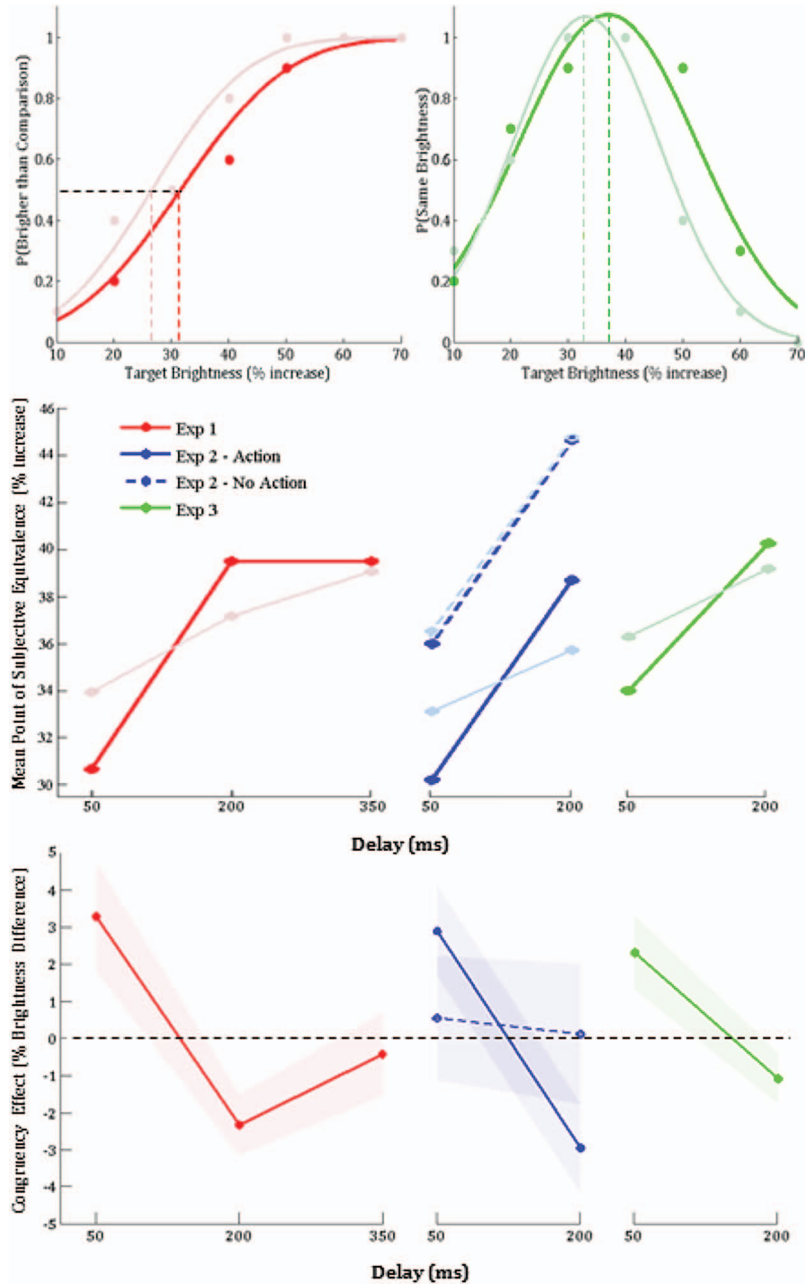 P(Brigher than Comparison)
1
0.8
0.6
0.4
0.2
0
10 20 30 40 50 60 70
Target Brightness (% increase)
P(Same Brightness)
1
0.8
0.6
0.4
0.2
0
10 20 30 40 50 60 70
Target Brightness (% increase)
Mean Point of Subjective Equivalence (% Increase)
46
44
42
40
38
36
34
32
30
Exp 1
Exp 2 - Action
Exp 2 - No Action
Exp 3
50 200 350
50 200
50 200
Delay (ms)
Congruency Effect (% Brightness Difference)
5
4
3
2
1
0
-1
-2
-3
-4
-5
50 200 350
50 200
50 200
Delay (ms)